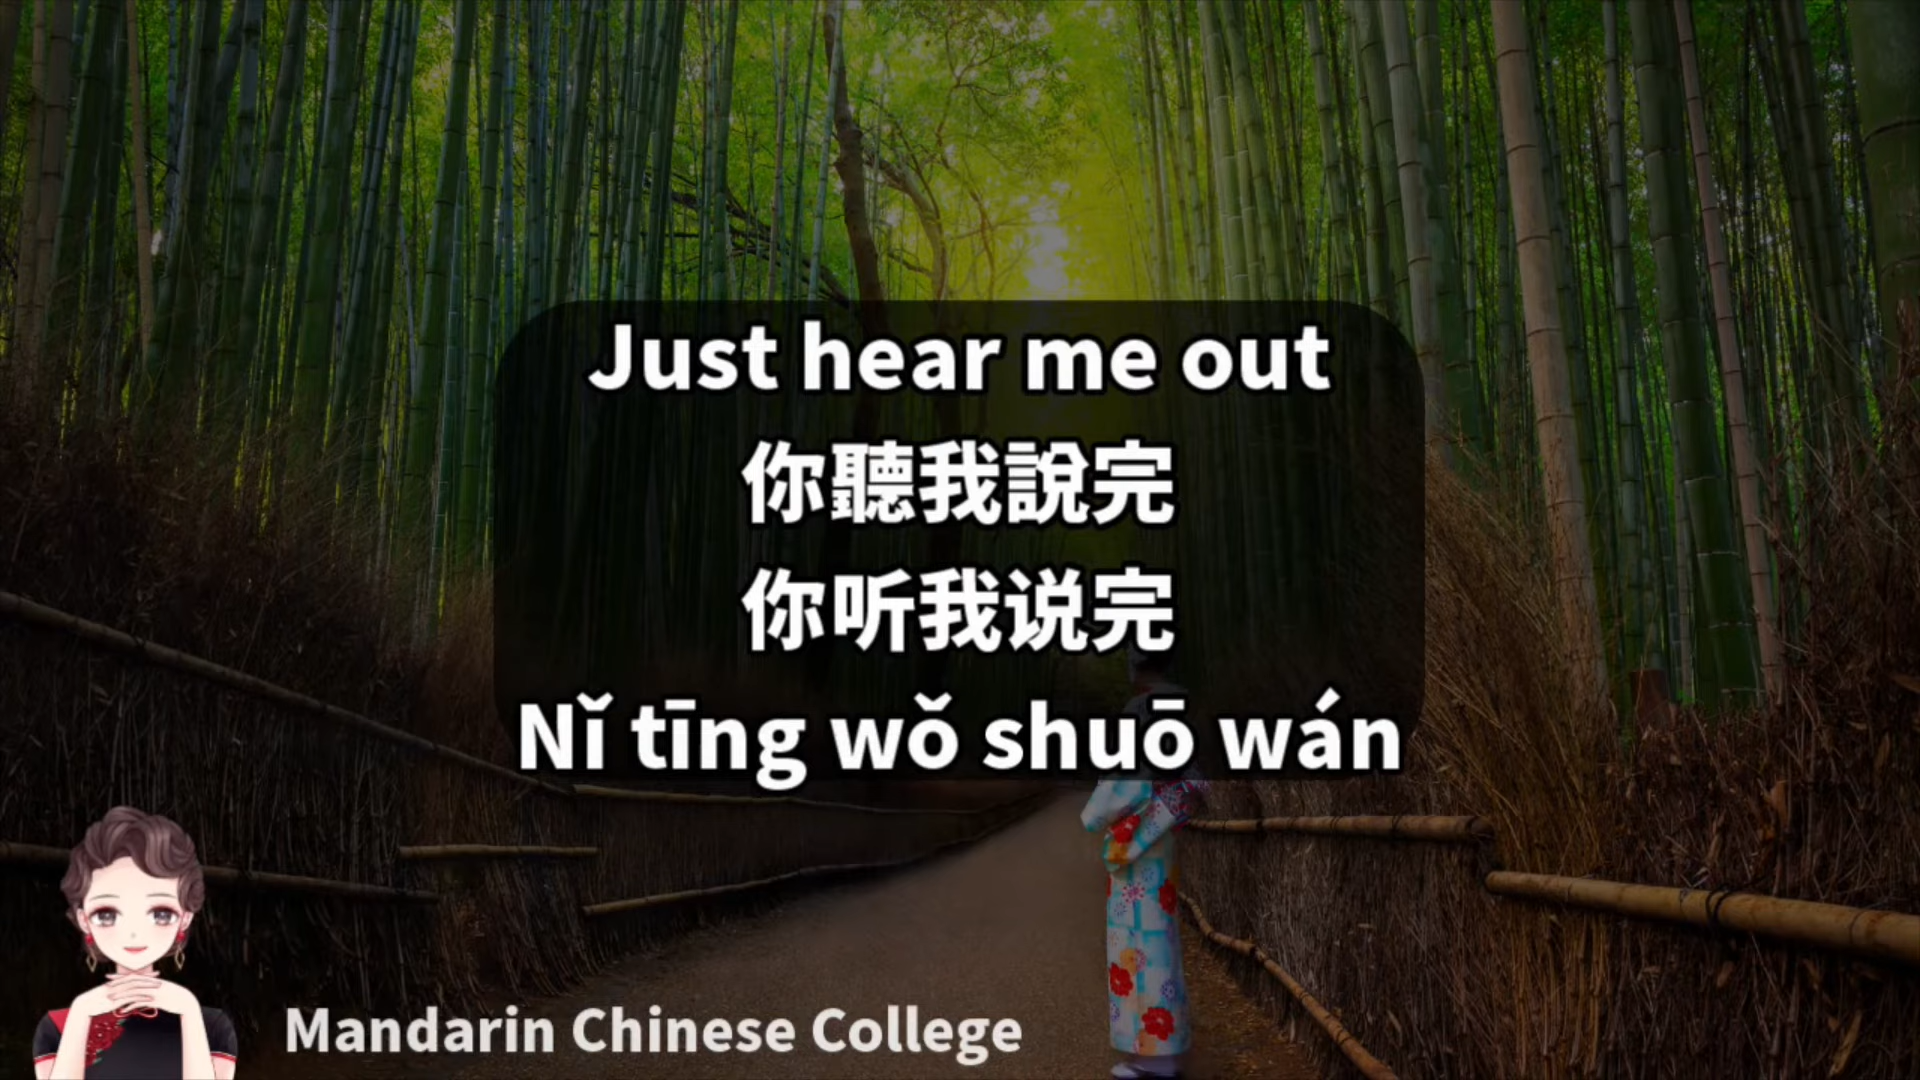 Just hear me out
你聽我說完
你听我说完
Nǐ tīng wǒ shuō wán
Mandarin Chinese College